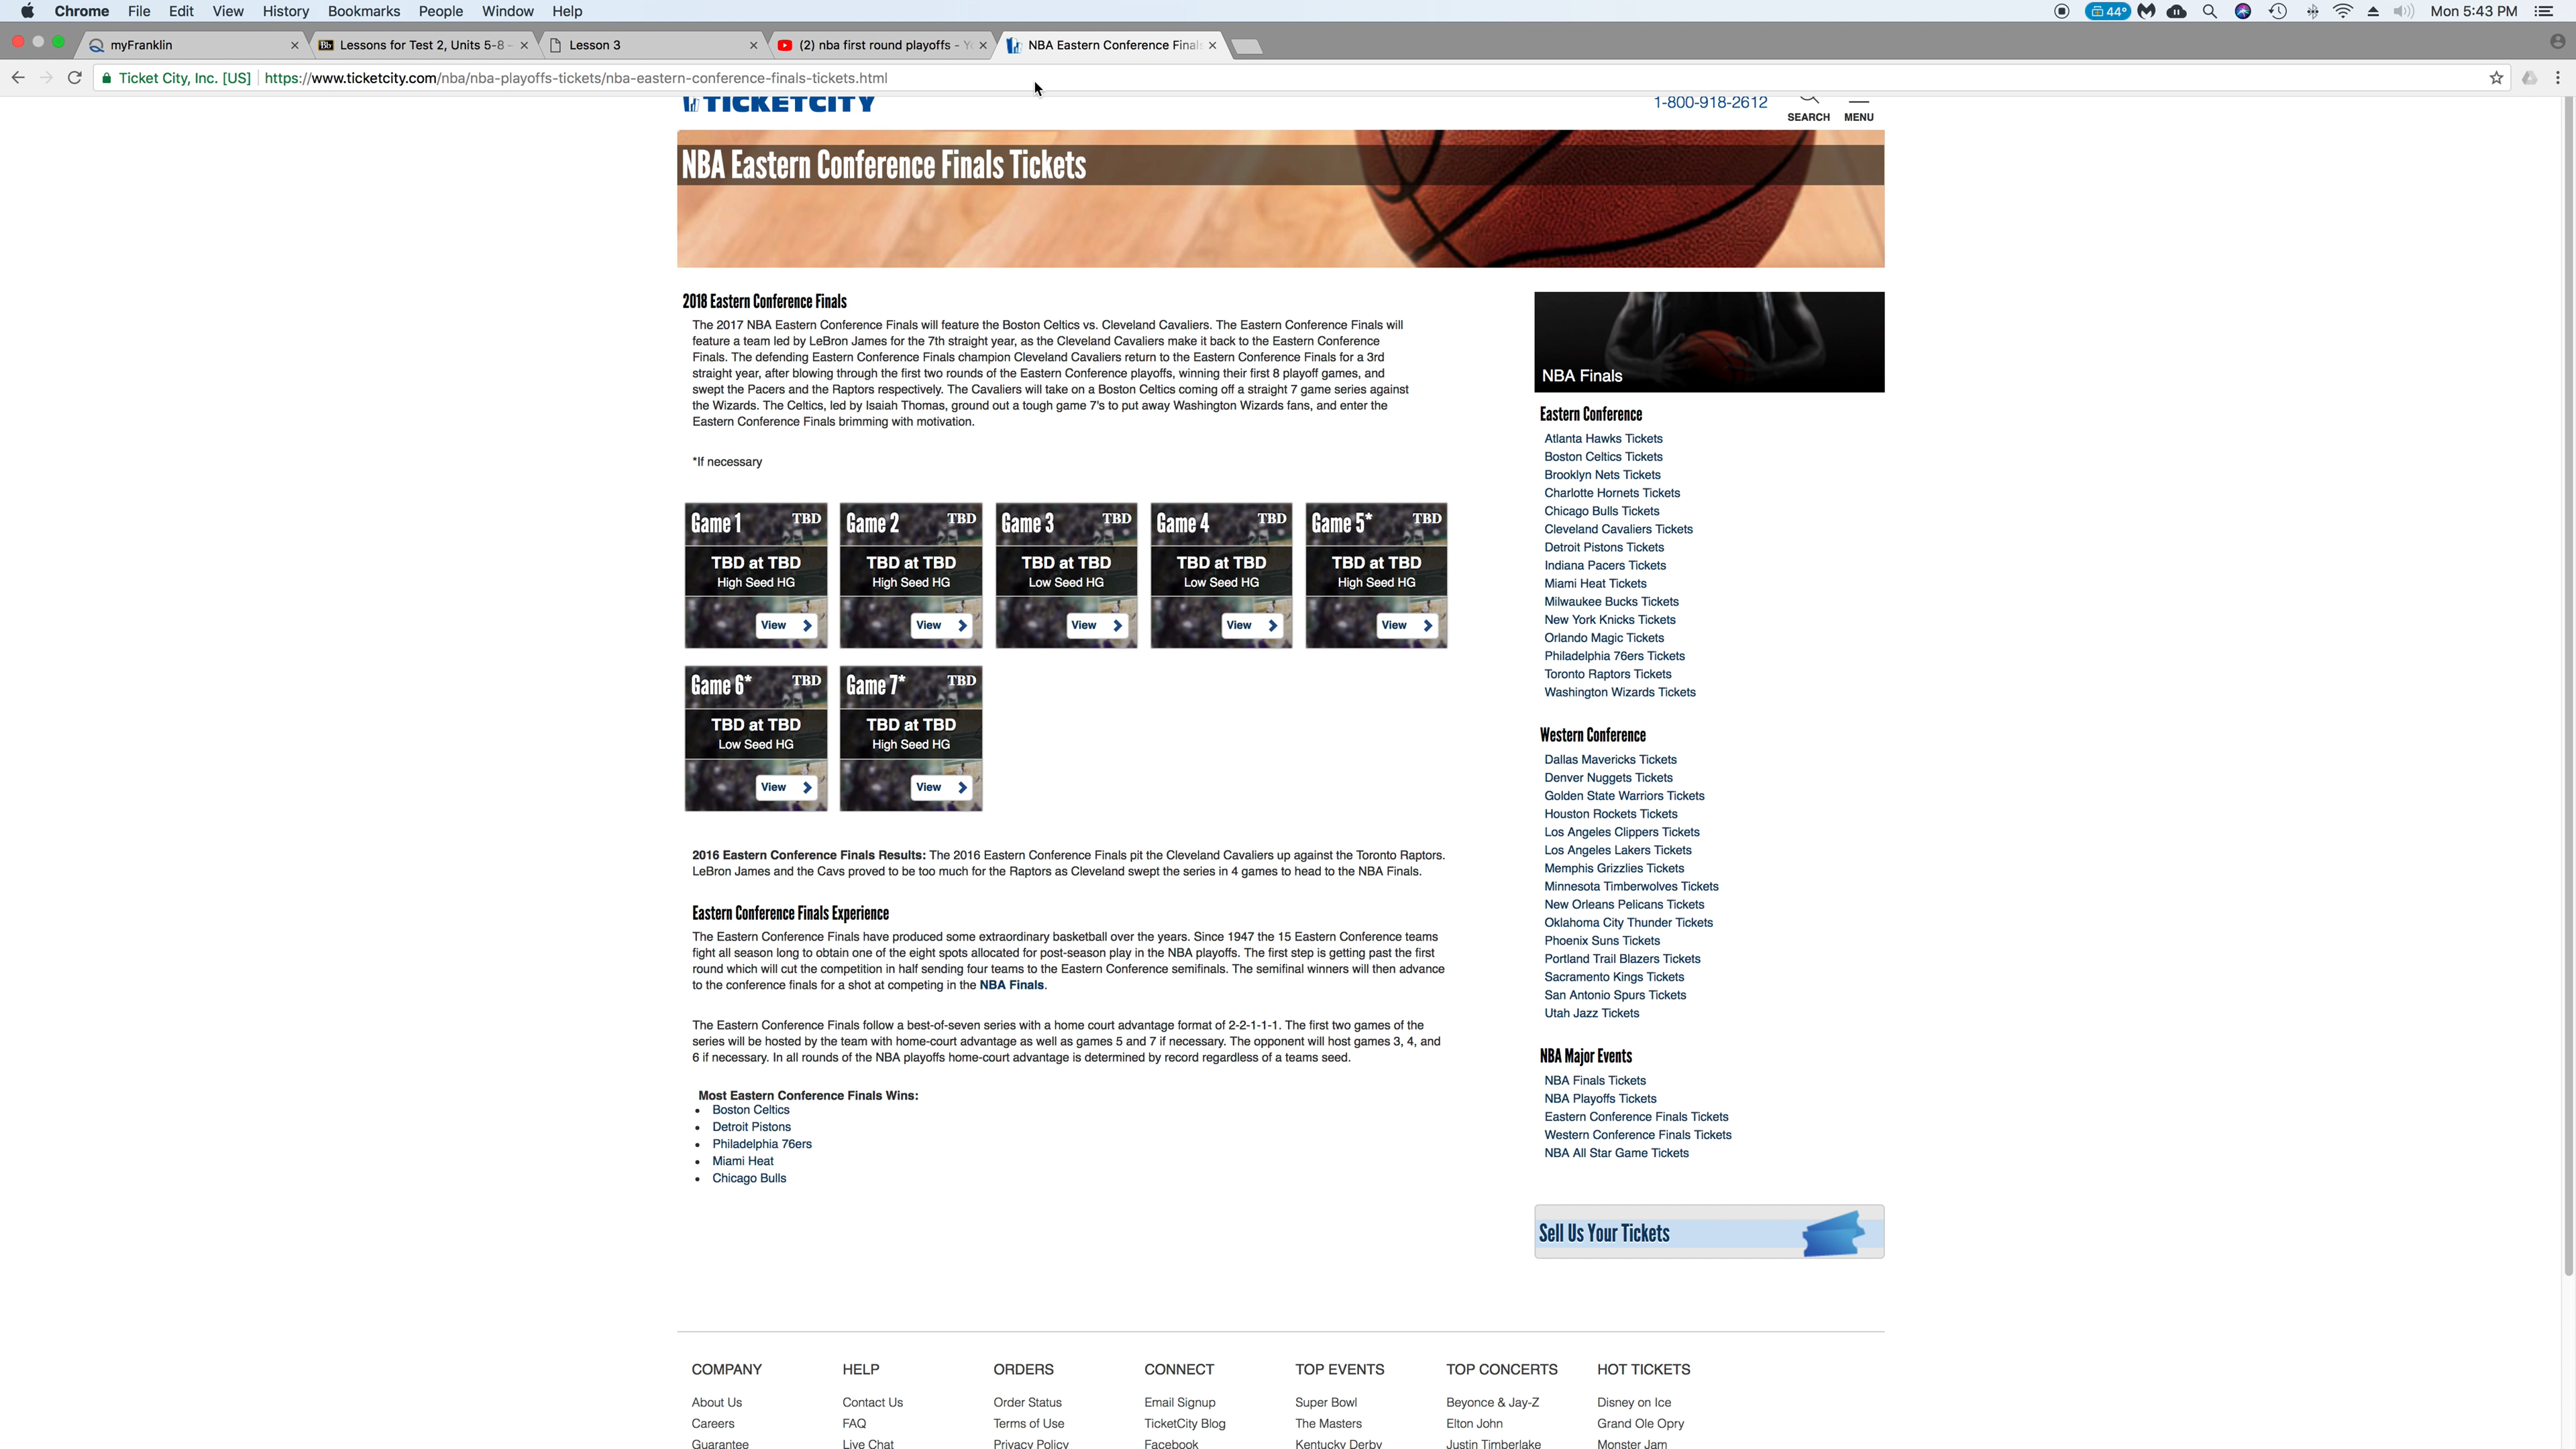 Chrome File Edit View History Bookmarks People Window Help
44° Mon 5:43 PM
myFranklin
Lessons for Test 2, Units 5-8
Lesson 3
(2) nba first round playoffs -
NBA Eastern Conference Final
Ticket City, Inc. [US] https://www.ticketcity.com/nba/nba-playoffs-tickets/nba-eastern-conference-finals-tickets.html
TICKETCITY
1-800-918-2612
SEARCH MENU
NBA Eastern Conference Finals Tickets
2018 Eastern Conference Finals
The 2017 NBA Eastern Conference Finals will feature the Boston Celtics vs. Cleveland Cavaliers. The Eastern Conference Finals will
feature a team led by LeBron James for the 7th straight year, as the Cleveland Cavaliers make it back to the Eastern Conference
Finals. The defending Eastern Conference Finals champion Cleveland Cavaliers return to the Eastern Conference Finals for a 3rd
straight year, after blowing through the first two rounds of the Eastern Conference playoffs, winning their first 8 playoff games, and
swept the Pacers and the Raptors respectively. The Cavaliers will take on a Boston Celtics coming off a straight 7 game series against
the Wizards. The Celtics, led by Isaiah Thomas, ground out a tough game 7's to put away Washington Wizards fans, and enter the
Eastern Conference Finals brimming with motivation.
*If necessary
Game 1 TBD
TBD at TBD
High Seed HG
View
Game 2 TBD
TBD at TBD
High Seed HG
View
Game 3 TBD
TBD at TBD
Low Seed HG
View
Game 4 TBD
TBD at TBD
Low Seed HG
View
Game 5* TBD
TBD at TBD
High Seed HG
View
Game 6* TBD
TBD at TBD
Low Seed HG
View
Game 7* TBD
TBD at TBD
High Seed HG
View
2016 Eastern Conference Finals Results: The 2016 Eastern Conference Finals pit the Cleveland Cavaliers up against the Toronto Raptors.
LeBron James and the Cavs proved to be too much for the Raptors as Cleveland swept the series in 4 games to head to the NBA Finals.
Eastern Conference Finals Experience
The Eastern Conference Finals have produced some extraordinary basketball over the years. Since 1947 the 15 Eastern Conference teams
fight all season long to obtain one of the eight spots allocated for post-season play in the NBA playoffs. The first step is getting past the first
round which will cut the competition in half sending four teams to the Eastern Conference semifinals. The semifinal winners will then advance
to the conference finals for a shot at competing in the NBA Finals.
The Eastern Conference Finals follow a best-of-seven series with a home court advantage format of 2-2-1-1-1. The first two games of the
series will be hosted by the team with home-court advantage as well as games 5 and 7 if necessary. The opponent will host games 3, 4, and
6 if necessary. In all rounds of the NBA playoffs home-court advantage is determined by record regardless of a teams seed.
Most Eastern Conference Finals Wins:
Boston Celtics
Detroit Pistons
Philadelphia 76ers
Miami Heat
Chicago Bulls
NBA Finals
Eastern Conference
Atlanta Hawks Tickets
Boston Celtics Tickets
Brooklyn Nets Tickets
Charlotte Hornets Tickets
Chicago Bulls Tickets
Cleveland Cavaliers Tickets
Detroit Pistons Tickets
Indiana Pacers Tickets
Miami Heat Tickets
Milwaukee Bucks Tickets
New York Knicks Tickets
Orlando Magic Tickets
Philadelphia 76ers Tickets
Toronto Raptors Tickets
Washington Wizards Tickets
Western Conference
Dallas Mavericks Tickets
Denver Nuggets Tickets
Golden State Warriors Tickets
Houston Rockets Tickets
Los Angeles Clippers Tickets
Los Angeles Lakers Tickets
Memphis Grizzlies Tickets
Minnesota Timberwolves Tickets
New Orleans Pelicans Tickets
Oklahoma City Thunder Tickets
Phoenix Suns Tickets
Portland Trail Blazers Tickets
Sacramento Kings Tickets
San Antonio Spurs Tickets
Utah Jazz Tickets
NBA Major Events
NBA Finals Tickets
NBA Playoffs Tickets
Eastern Conference Finals Tickets
Western Conference Finals Tickets
NBA All Star Game Tickets
Sell Us Your Tickets
COMPANY
About Us
Careers
Guarantee
HELP
Contact Us
FAQ
Live Chat
ORDERS
Order Status
Terms of Use
Privacy Policy
CONNECT
Email Signup
TicketCity Blog
Facebook
TOP EVENTS
Super Bowl
The Masters
Kentucky Derby
TOP CONCERTS
Beyonce & Jay-Z
Elton John
Justin Timberlake
HOT TICKETS
Disney on Ice
Grand Ole Opry
Monster Jam